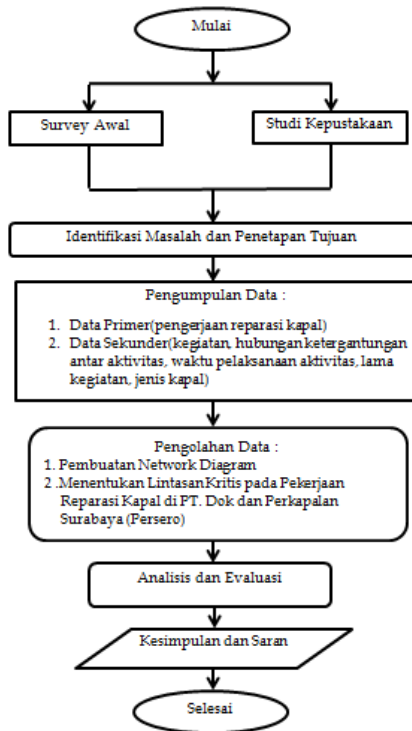 Mulai
Survey Awal
Studi Kepustakaan
Identifikasi Masalah dan Penetapan Tujuan
Pengumpulan Data :
1. Data Primer(pengerjaan reparasi kapal)
2. Data Sekunder(kegiatan, hubungan ketergantungan
antar aktivitas, waktu pelaksanaan aktivitas, lama
kegiatan, jenis kapal)
Pengolahan Data :
1. Pembuatan Network Diagram
2 .Menentukan Lintasan Kritis pada Pekerjaan
Reparasi Kapal di PT. Dok dan Perkapalan
Surabaya (Persero)
Analisis dan Evaluasi
Kesimpulan dan Saran
Selesai